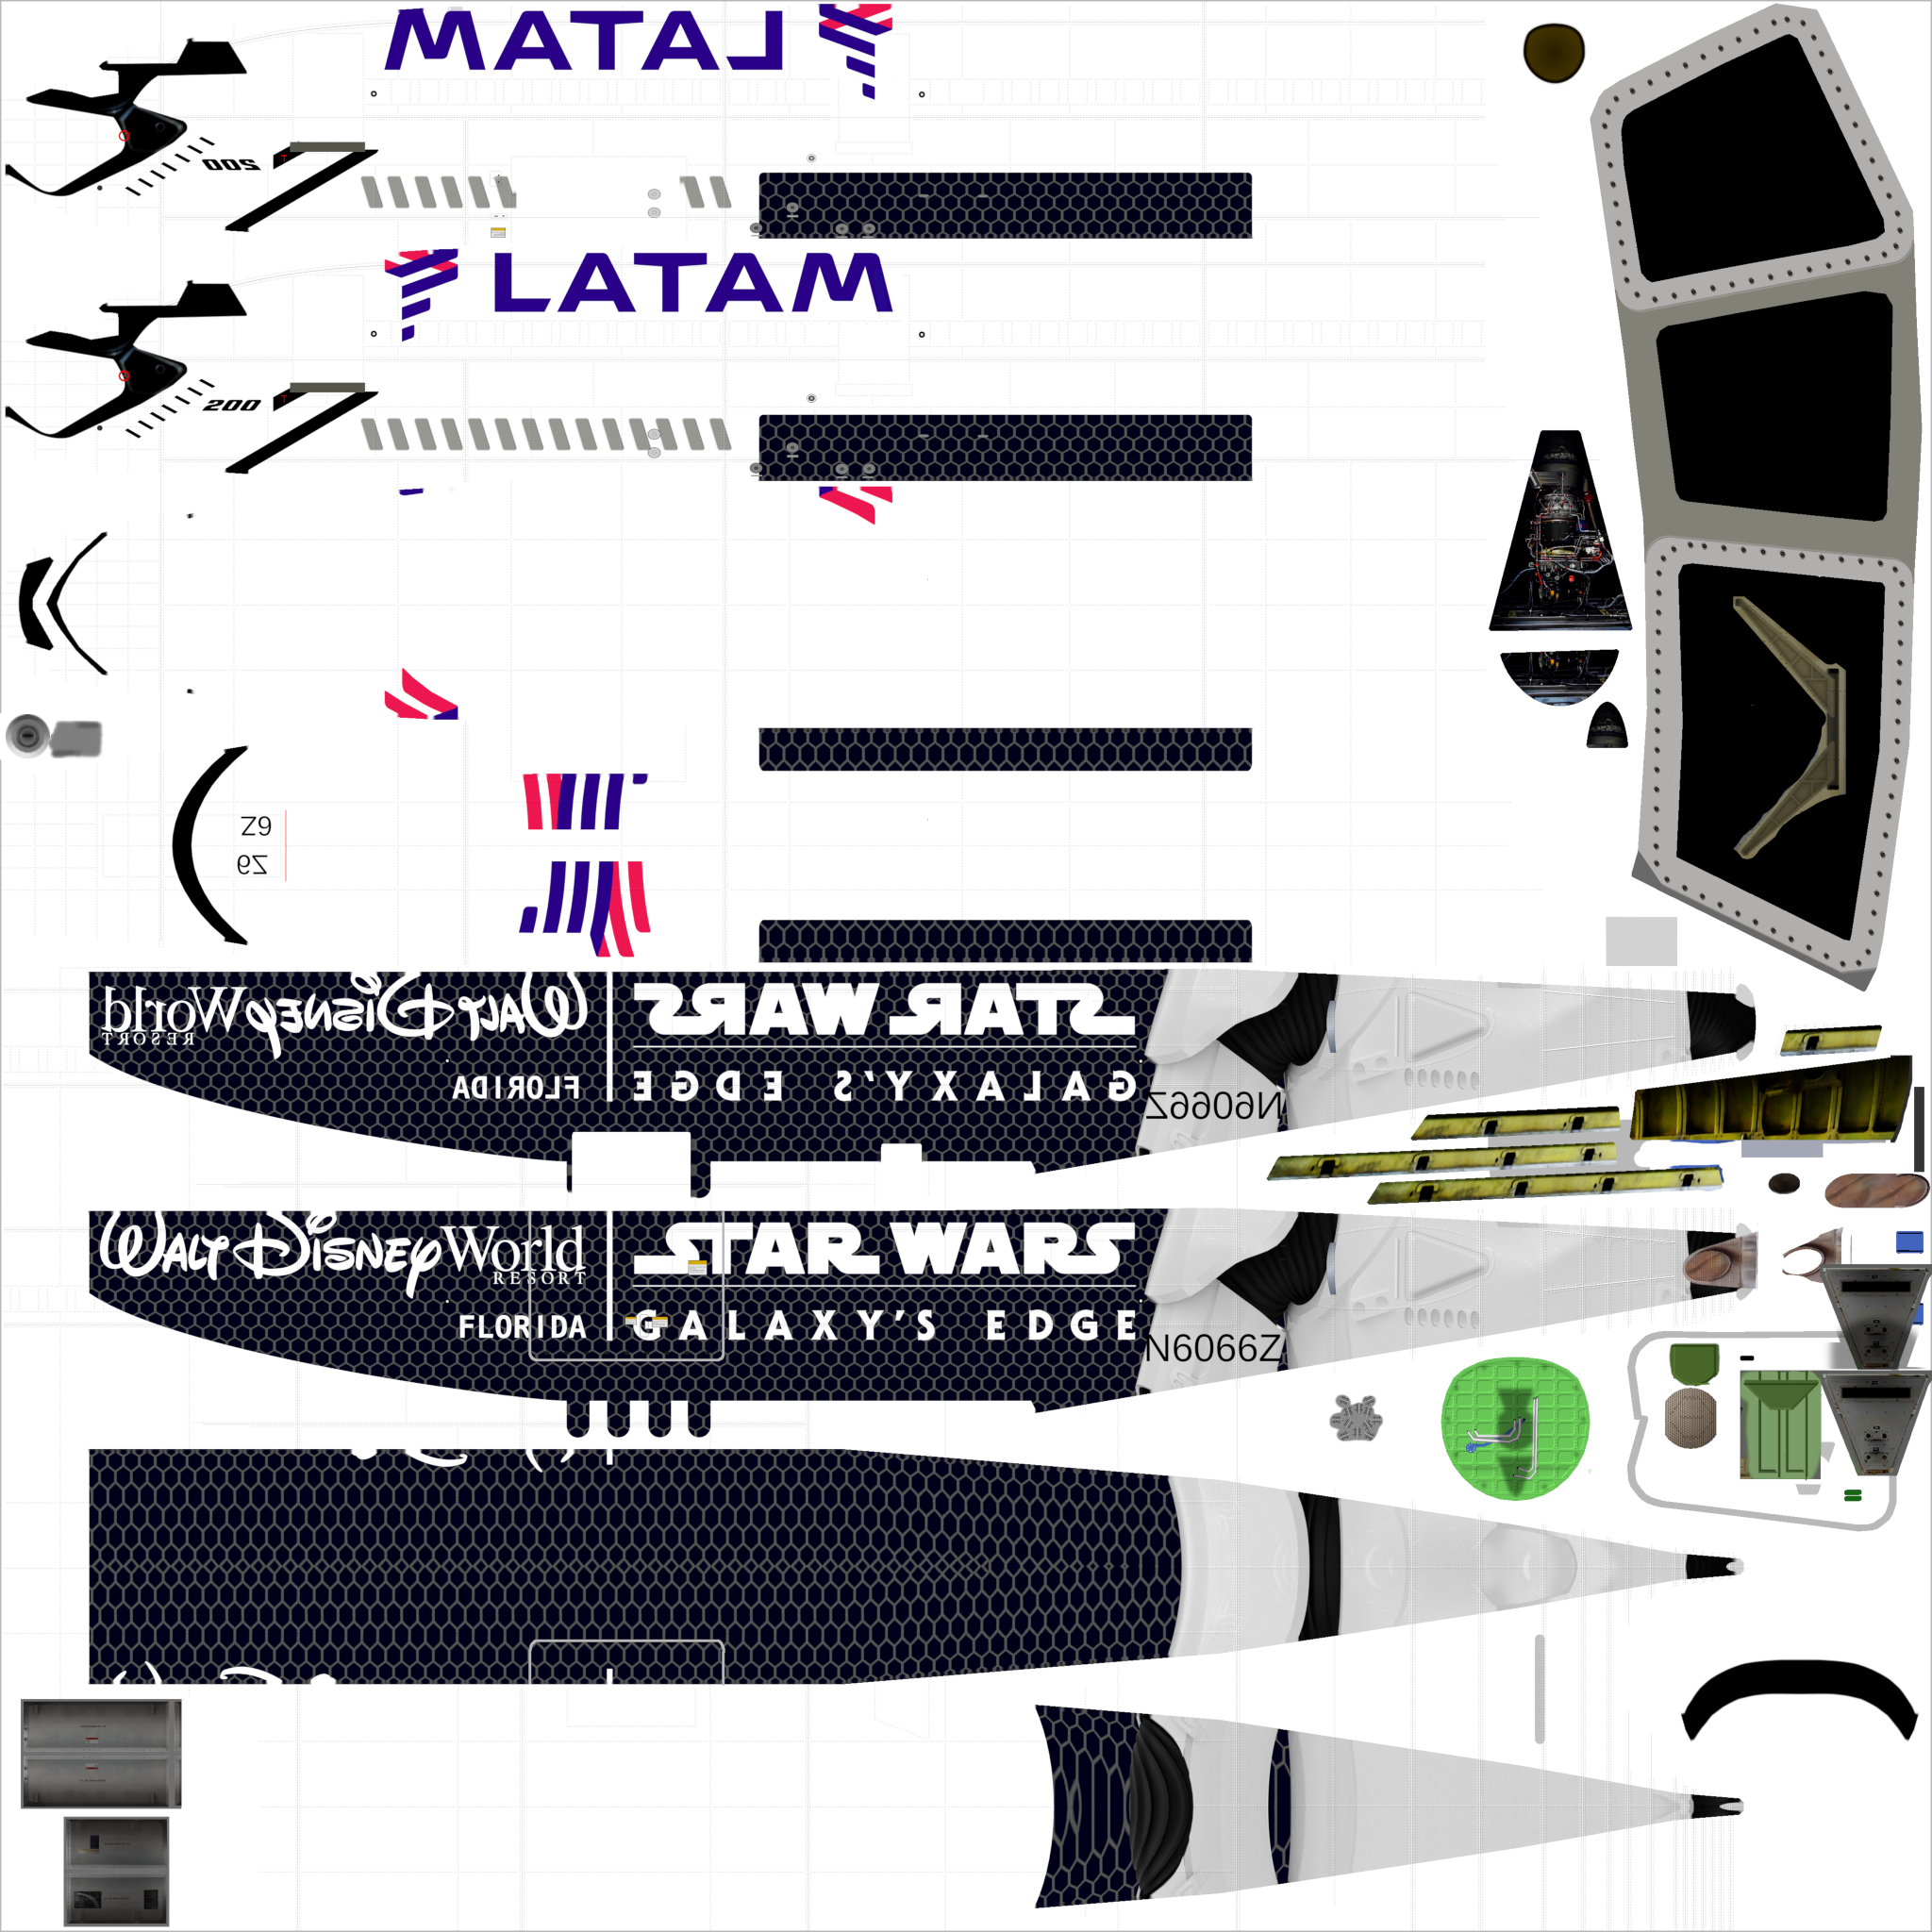 LATAM
200
T
LATAM
200
T
Z9
Z9
Walt Disney World
RESORT
FLORIDA
STAR WARS
GALAXY'S EDGE
N6066Z
Walt Disney World
RESORT
FLORIDA
STAR WARS
GALAXY'S EDGE
N6066Z